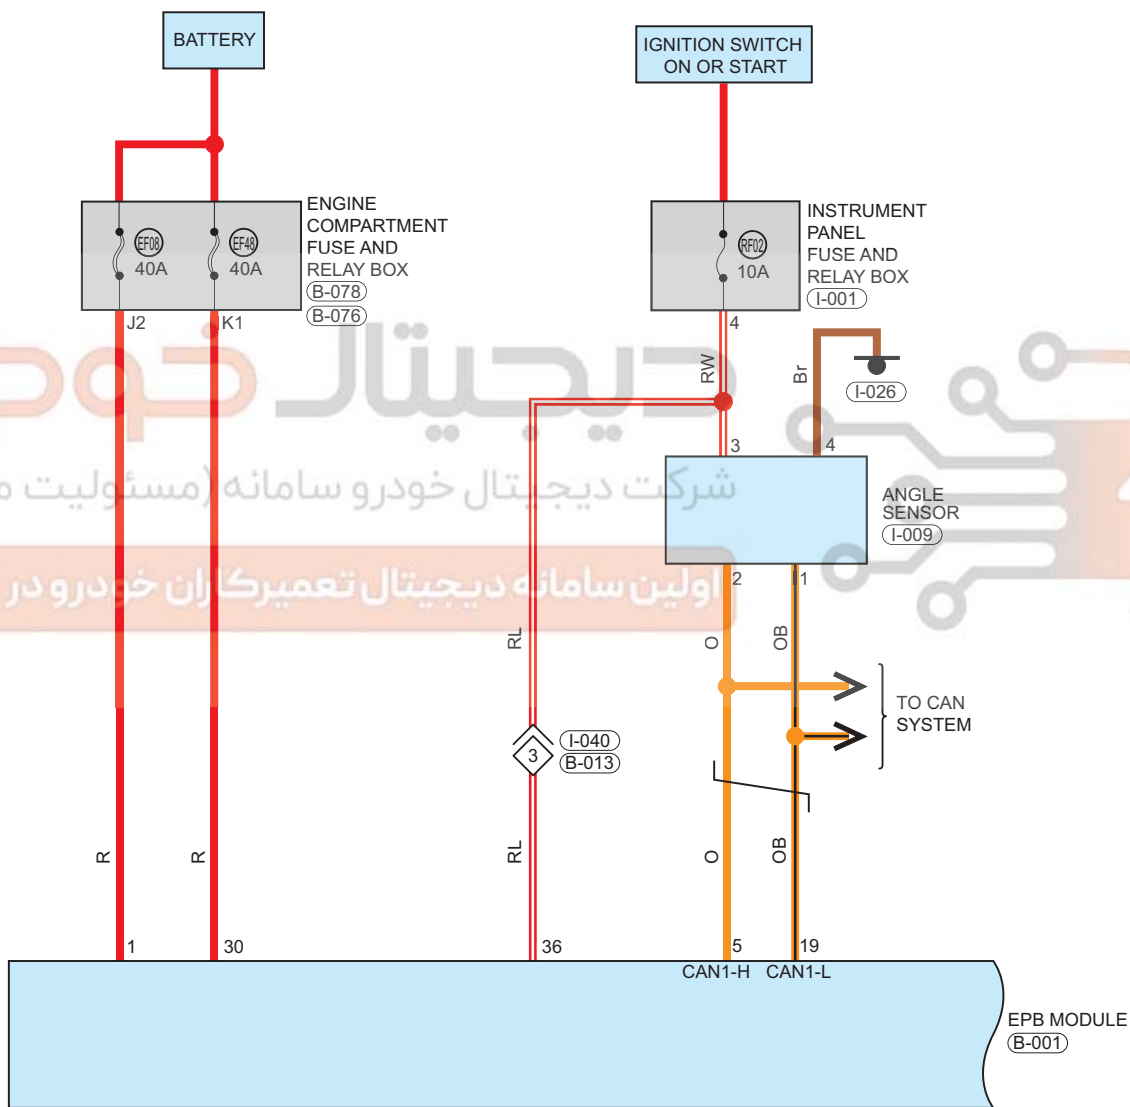 BATTERY
IGNITION SWITCH
ON OR START
EF08
40A
EF48
40A
ENGINE
COMPARTMENT
FUSE AND
RELAY BOX
B-078
B-076
RF02
10A
INSTRUMENT
PANEL
FUSE AND
RELAY BOX
I-001
J2
K1
4
RW
Br
I-026
دیجیتال خودرو
3
4
شرکت دیجیتال خودرو سامانه (مسئولیت
ANGLE
SENSOR
I-009
2
1
اولین سامانه دیجیتال تعمیرکاران خودرو در
RL
O
OB
TO CAN
SYSTEM
3
I-040
B-013
R
R
RL
O
OB
1
30
36
5
19
CAN1-H
CAN1-L
EPB MODULE
B-001